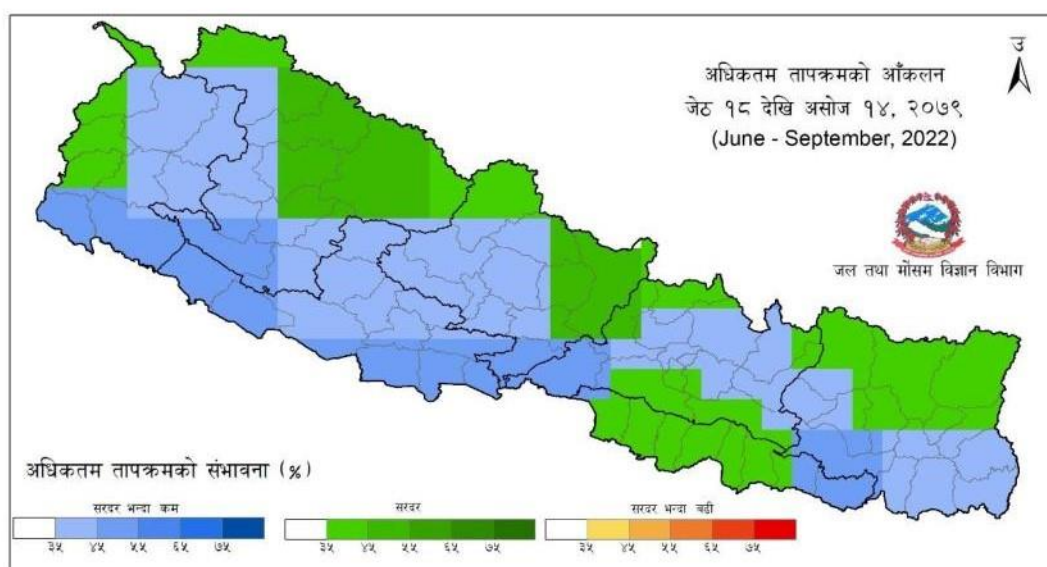 अधिकतम तापक्रमको आँकलन
जेठ १८ देखि असोज १४, २०७९
(June - September, 2022)
उ
जल तथा मौसम विज्ञान विभाग
अधिकतम तापक्रमको संभावना (%)
सरदर भन्दा कम
३५ ४५ ५५ ६५ ७५
सरदर
३५ ४५ ५५ ६५ ७५
सरदर भन्दा बढी
३५ ४५ ५५ ६५ ७५